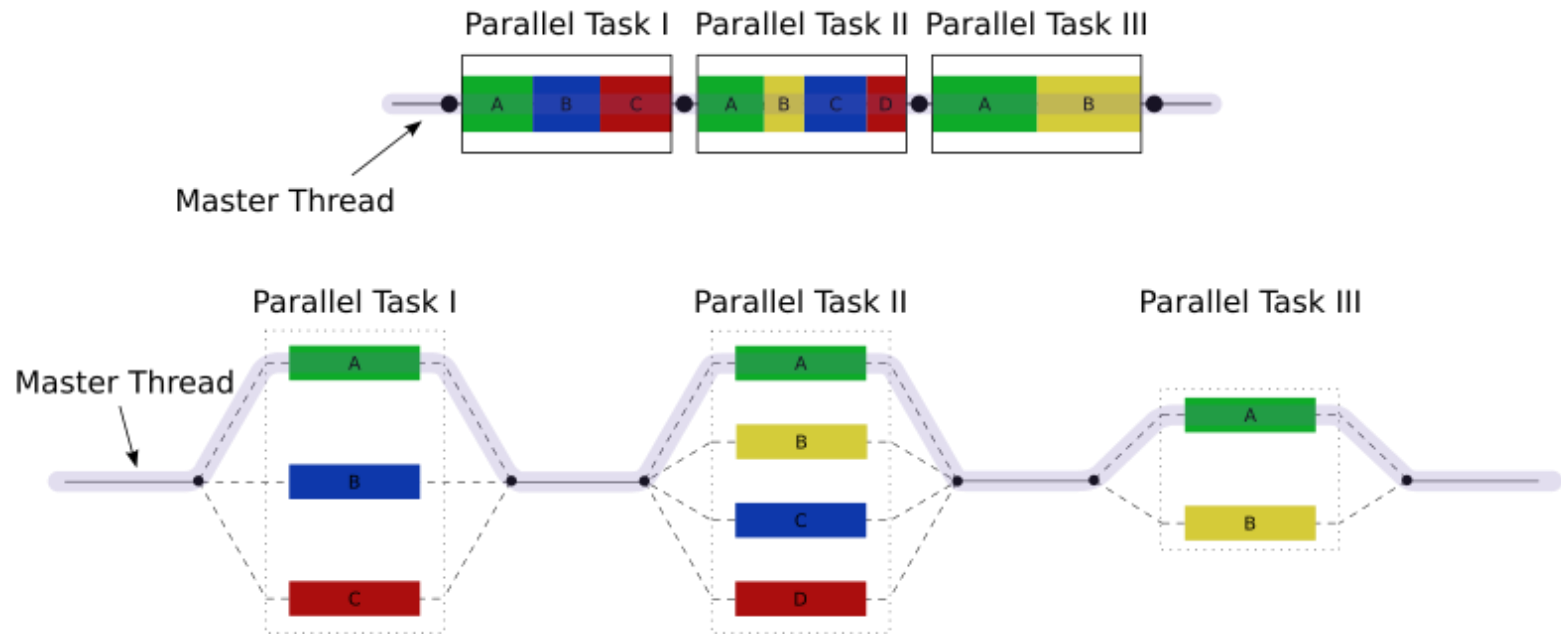 Parallel Task I Parallel Task II Parallel Task III
A B C A B C D A B
Master Thread
Parallel Task I Parallel Task II Parallel Task III
A A
Master Thread
A
B
B
C
B
C D